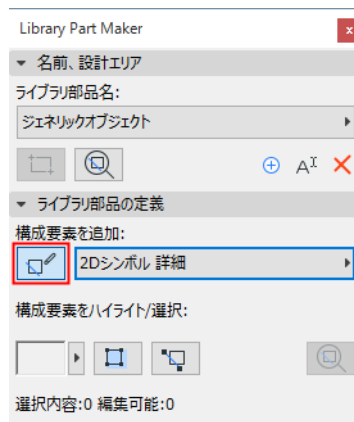 Library Part Maker
x
名前、設計エリア
ライブラリ部品名:
ジェネリックオブジェクト
ライブラリ部品の定義
構成要素を追加:
2Dシンボル 詳細
構成要素をハイライト/選択:
選択内容:0 編集可能:0